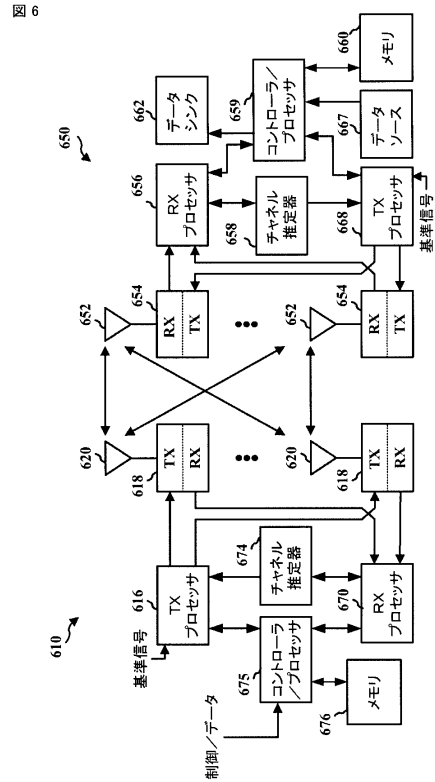 図 6
610
基準信号
616
TX
プロセッサ
制御／データ
675
コントローラ
／プロセッサ
676
メモリ
674
チャネル
推定器
670
RX
プロセッサ
620
618
TX
RX
•••
620
618
TX
RX
•••
650
652
654
RX
TX
•••
652
654
RX
TX
656
RX
プロセッサ
658
チャネル
推定器
668
TX
プロセッサ
基準信号
662
データ
シンク
659
コントローラ／
プロセッサ
660
メモリ
667
データ
ソース